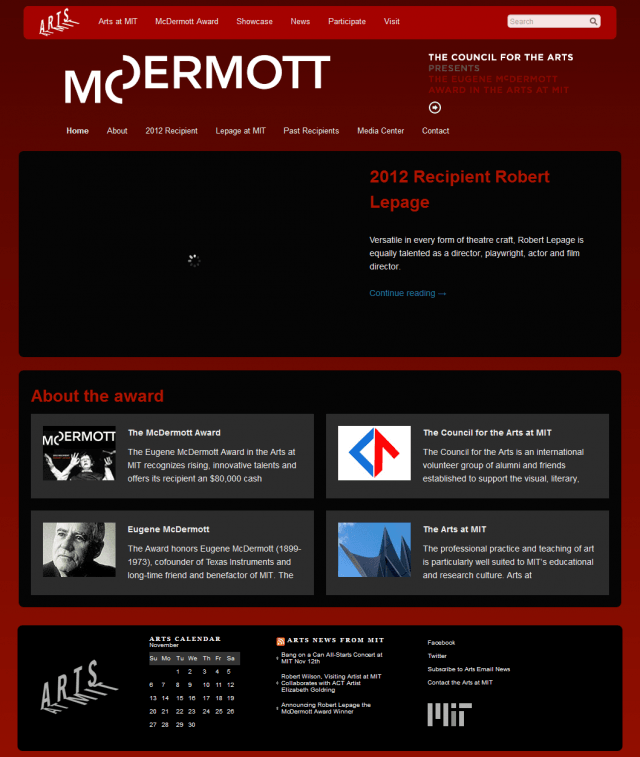 ARTS
Arts at MIT
McDermott Award
Showcase
News
Participate
Visit
Search
McDERMOTT
THE COUNCIL FOR THE ARTS
PRESENTS
THE EUGENE McDERMOTT
AWARD IN THE ARTS AT MIT
Home
About
2012 Recipient
Lepage at MIT
Past Recipients
Media Center
Contact
2012 Recipient Robert
Lepage
Versatile in every form of theatre craft, Robert Lepage is
equally talented as a director, playwright, actor and film
director.
Continue reading →
About the award
McDERMOTT
The McDermott Award
The Eugene McDermott Award in the Arts at
MIT recognizes rising, innovative talents and
offers its recipient an $80,000 cash
The Council for the Arts at MIT
The Council for the Arts is an international
volunteer group of alumni and friends
established to support the visual, literary,
Eugene McDermott
The Award honors Eugene McDermott (1899-
1973), cofounder of Texas Instruments and
long-time friend and benefactor of MIT. The
The Arts at MIT
The professional practice and teaching of art
is particularly well suited to MIT's educational
and research culture. Arts at
ARTS
ARTS CALENDAR
November
Su Mo Tu We Th Fr Sa
1 2 3 4 5
6 7 8 9 10 11 12
13 14 15 16 17 18 19
20 21 22 23 24 25 26
27 28 29 30
ARTS NEWS FROM MIT
Bang on a Can All-Starts Concert at
MIT Nov 12th
Robert Wilson, Visiting Artist at MIT
Collaborates with ACT Artist
Elizabeth Goldring
Announcing Robert Lepage the
McDermott Award Winner
Facebook
Twitter
Subscribe to Arts Email News
Contact the Arts at MIT
MIT